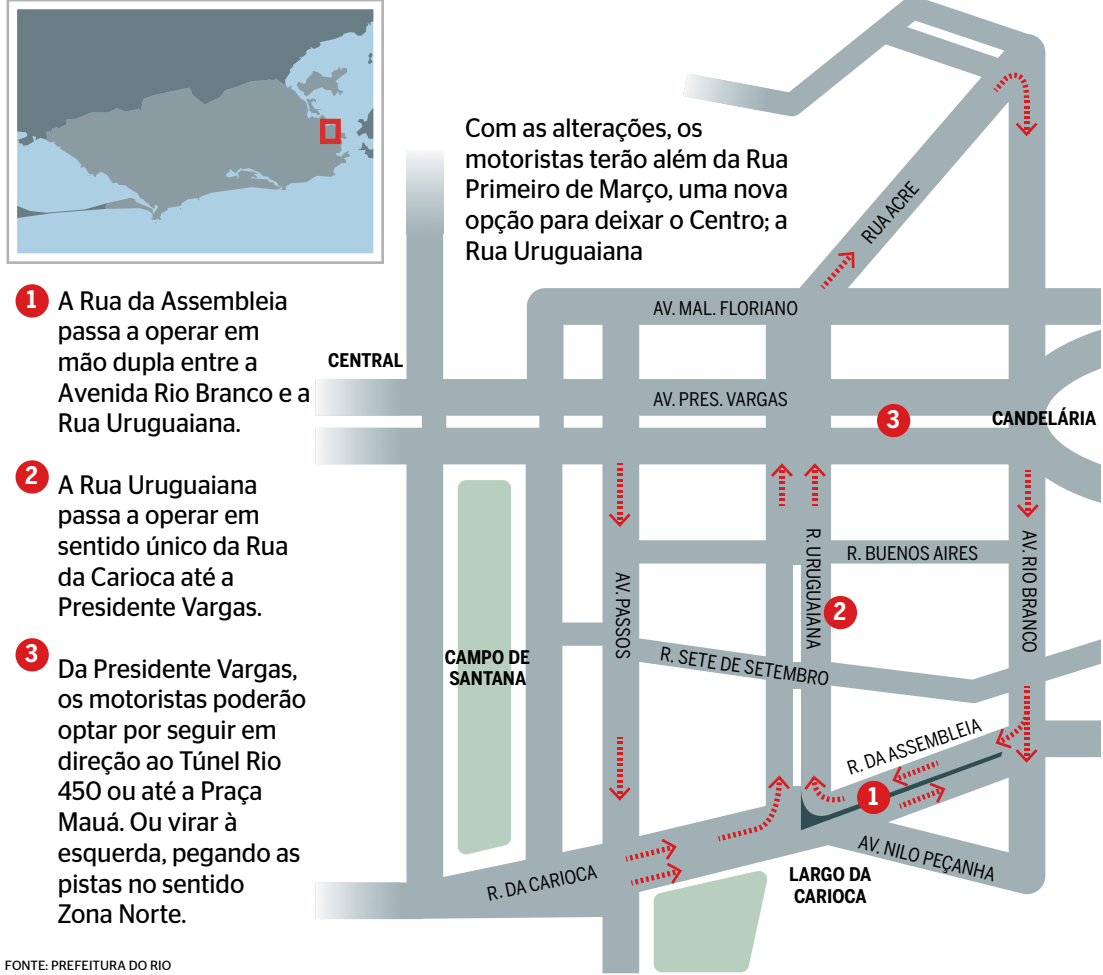 Com as alterações, os
motoristas terão além da Rua
Primeiro de Março, uma nova
opção para deixar o Centro; a
Rua Uruguaiana
1 A Rua da Assembleia
passa a operar em
mão dupla entre a
Avenida Rio Branco e a
Rua Uruguaiana.
2 A Rua Uruguaiana
passa a operar em
sentido único da Rua
da Carioca até a
Presidente Vargas.
3 Da Presidente Vargas,
os motoristas poderão
optar por seguir em
direção ao Túnel Rio
450 ou até a Praça
Mauá. Ou virar à
esquerda, pegando as
pistas no sentido
Zona Norte.
RUA ACRE
AV. MAL. FLORIANO
CENTRAL
AV. PRES. VARGAS
3
CANDELÁRIA
R. URUGUAIANA
R. BUENOS AIRES
AV. RIO BRANCO
AV. PASSOS
2
CAMPO DE
SANTANA
R. SETE DE SETEMBRO
R. DA ASSEMBLEIA
1
AV. NILO PEÇANHA
R. DA CARIOCA
LARGO DA
CARIOCA
FONTE: PREFEITURA DO RIO